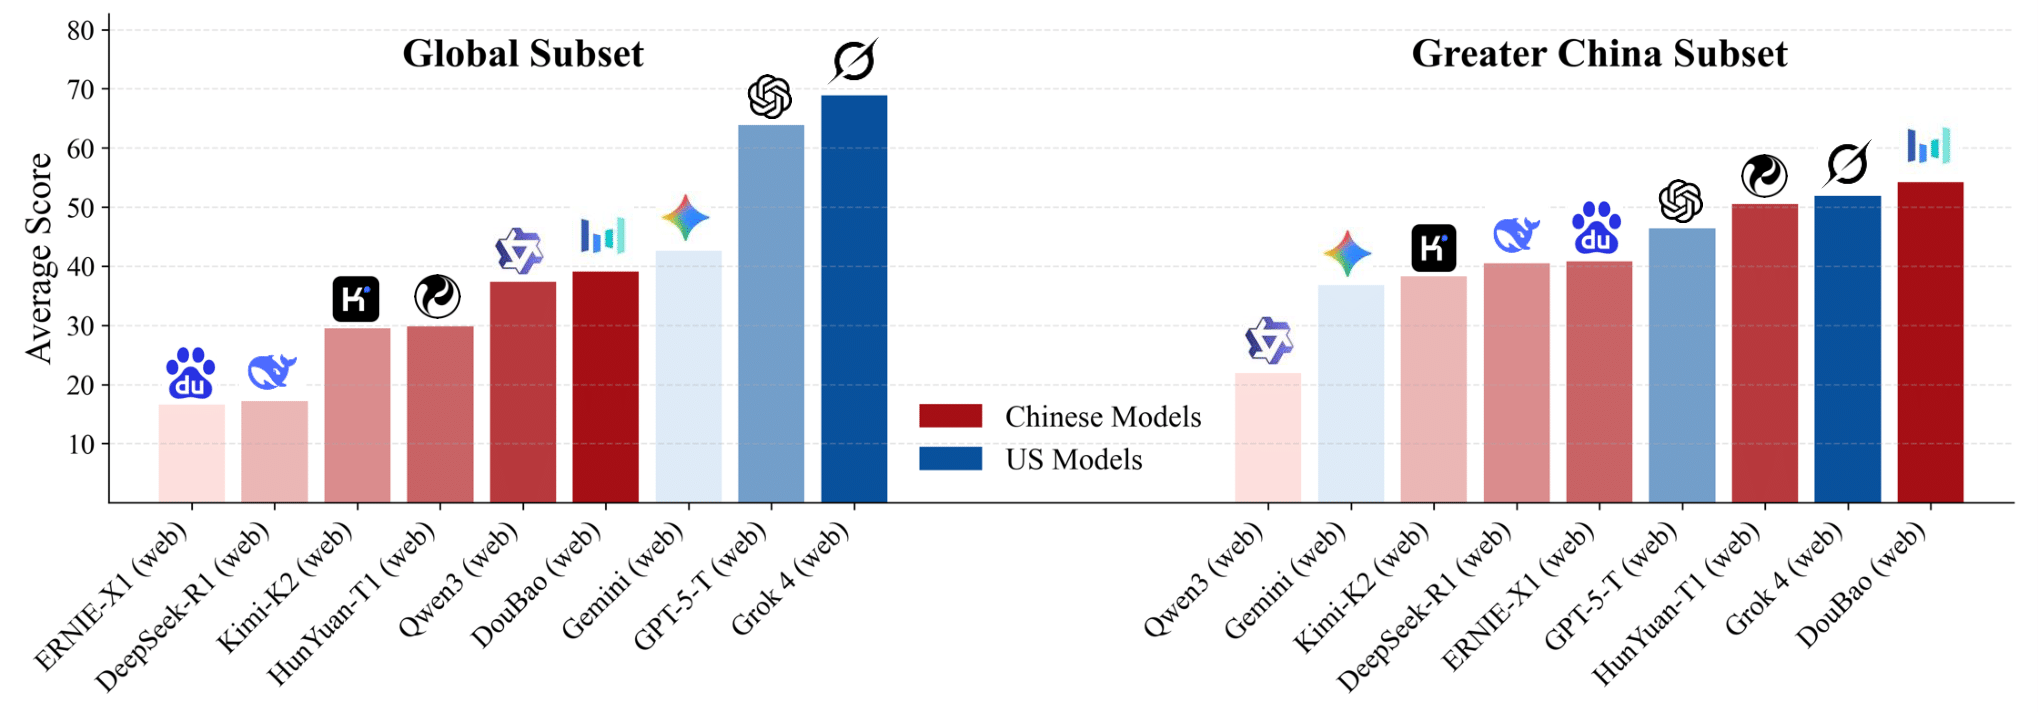 Global Subset
Greater China Subset
Average Score
80
70
60
50
40
30
20
10
du
du
Chinese Models
US Models
ERNIE-X1 (web)
DeepSeek-R1 (web)
Kimi-K2 (web)
HunYuan-T1 (web)
Qwen3 (web)
DouBao (web)
Gemini (web)
GPT-5-T (web)
Grok 4 (web)
Qwen3 (web)
Gemini (web)
Kimi-K2 (web)
DeepSeek-R1 (web)
ERNIE-X1 (web)
GPT-5-T (web)
HunYuan-T1 (web)
Grok 4 (web)
DouBao (web)